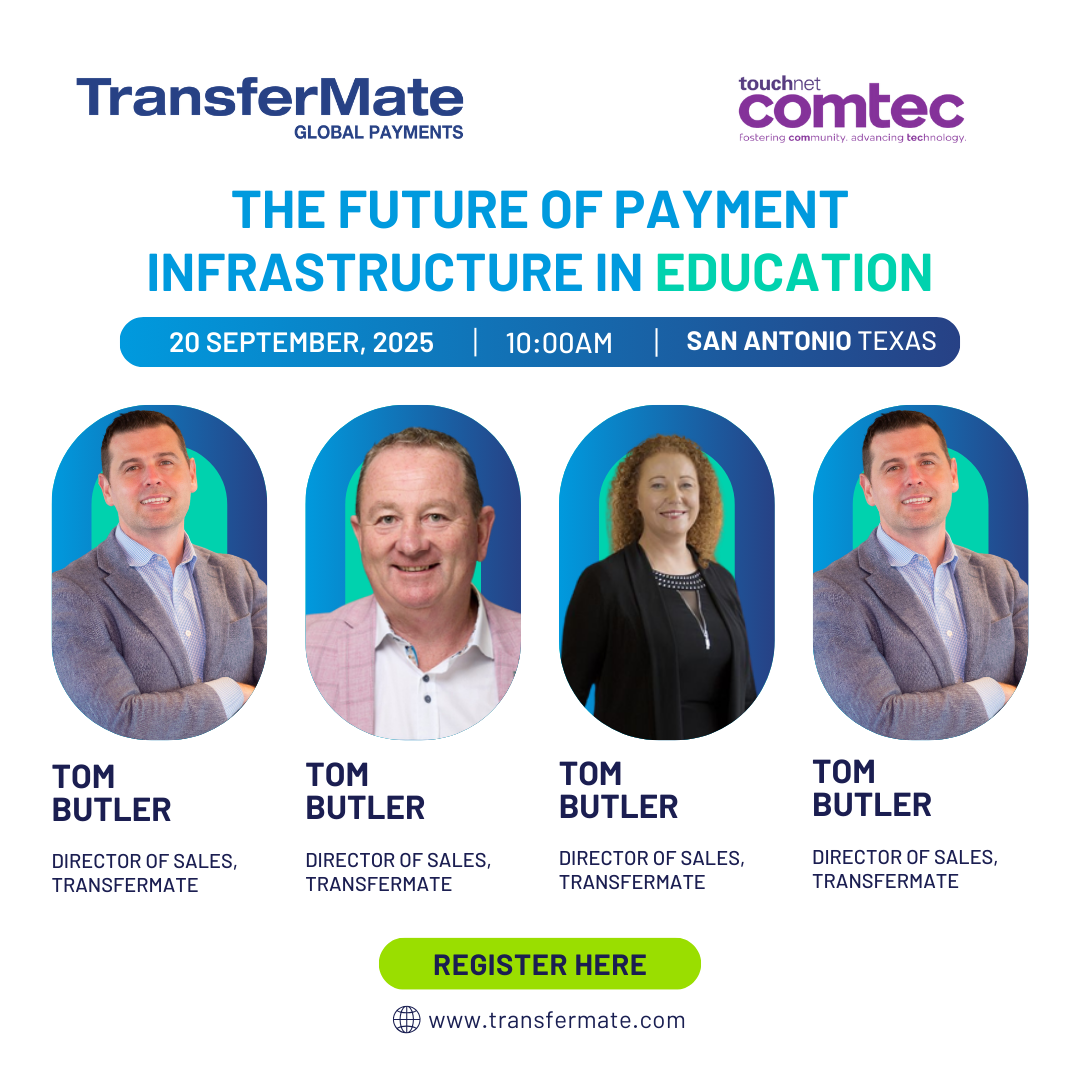 TransferMate
GLOBAL PAYMENTS
touchnet
comtec
fostering community. advancing technology.
THE FUTURE OF PAYMENT
INFRASTRUCTURE IN EDUCATION
20 SEPTEMBER, 2025 | 10:00AM | SAN ANTONIO TEXAS
TOM
BUTLER
DIRECTOR OF SALES,
TRANSFERMATE
TOM
BUTLER
DIRECTOR OF SALES,
TRANSFERMATE
TOM
BUTLER
DIRECTOR OF SALES,
TRANSFERMATE
TOM
BUTLER
DIRECTOR OF SALES,
TRANSFERMATE
REGISTER HERE
www.transfermate.com